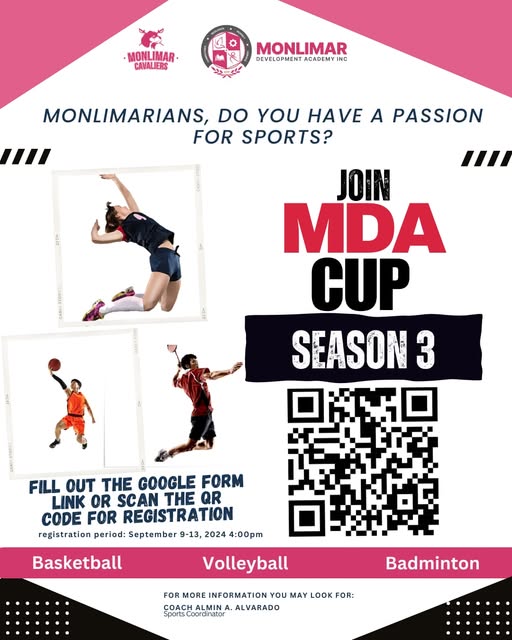 MONLIMAR
CAVALIERS
MONLIMAR
DEVELOPMENT ACADEMY INC
MONLIMARIANS, DO YOU HAVE A PASSION
FOR SPORTS?
JOIN
MDA
CUP
SEASON 3
FILL OUT THE GOOGLE FORM
LINK OR SCAN THE QR
CODE FOR REGISTRATION
registration period: September 9-13, 2024 4:00pm
Basketball
Volleyball
Badminton
FOR MORE INFORMATION YOU MAY LOOK FOR:
COACH ALMIN A. ALVARADO
Sports Coordinator